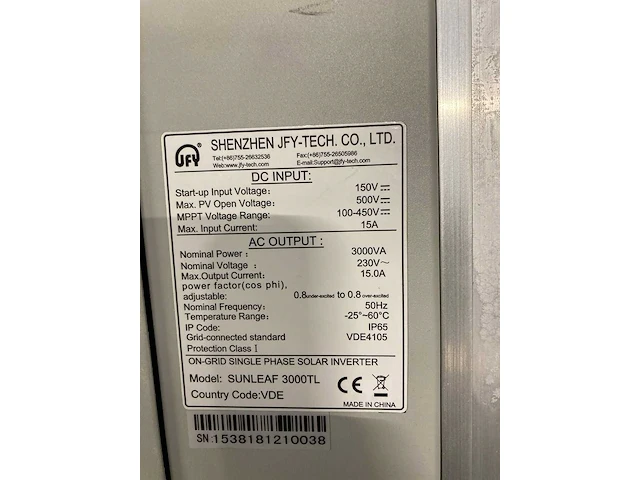 JFY
SHENZHEN JFY-TECH. CO., LTD.
Tel:(+86)755-26632536 Fax:(+86)755-26505986
Web:www.jfy-tech.com E-mail:Support@jfy-tech.com
DC INPUT:
Start-up Input Voltage: 150V⎓
Max. PV Open Voltage: 500V⎓
MPPT Voltage Range: 100-450V⎓
Max. Input Current: 15A
AC OUTPUT :
Nominal Power : 3000VA
Nominal Voltage : 230V~
Max.Output Current: 15.0A
power factor(cos phi),
adjustable: 0.8under-excited to 0.8 over-excited
Nominal Frequency: 50Hz
Temperature Range: -25°~60°C
IP Code: IP65
Grid-connected standard VDE4105
Protection Class I
ON-GRID SINGLE PHASE SOLAR INVERTER
Model: SUNLEAF 3000TL
Country Code:VDE
CE
MADE IN CHINA
SN:1538181210038